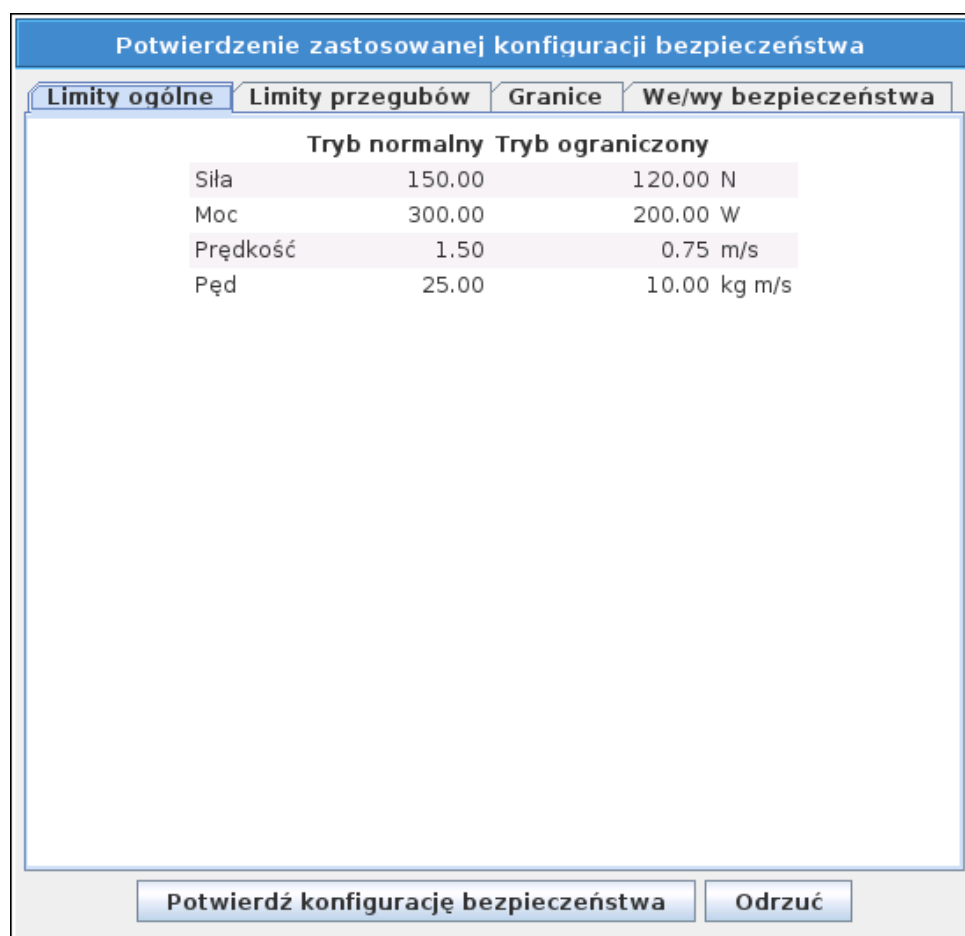 Potwierdzenie zastosowanej konfiguracji bezpieczeństwa
Limity ogólne Limity przegubów Granice We/wy bezpieczeństwa
Tryb normalny Tryb ograniczony
Siła 150.00 120.00 N
Moc 300.00 200.00 W
Prędkość 1.50 0.75 m/s
Pęd 25.00 10.00 kg m/s
Potwierdź konfigurację bezpieczeństwa Odrzuć